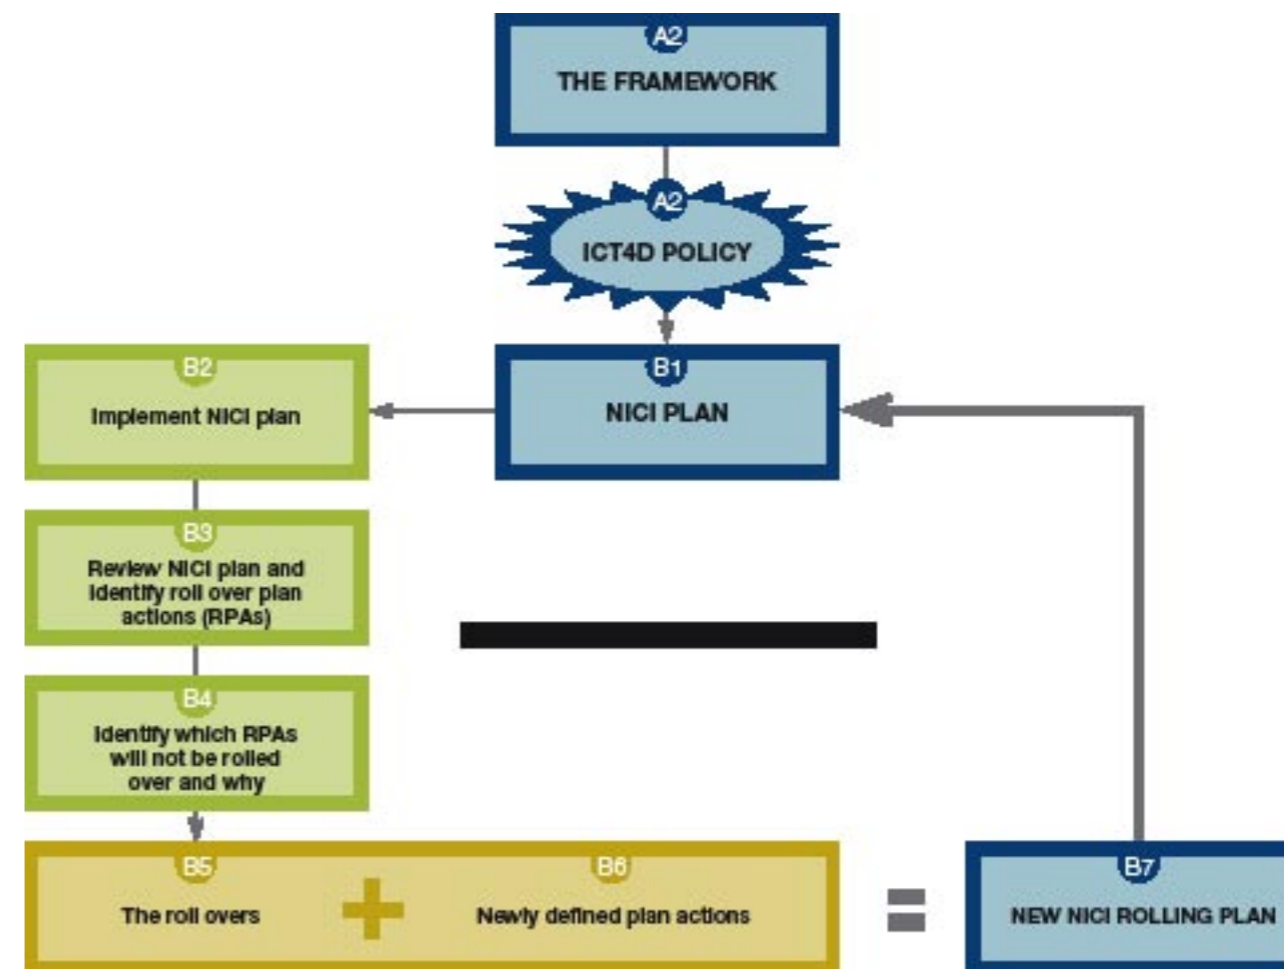 A2
THE FRAMEWORK
A2
ICT4D POLICY
B2
Implement NICI plan
B1
NICI PLAN
B3
Review NICI plan and
identify roll over plan
actions (RPAs)
B4
Identify which RPAs
will not be rolled
over and why
B5
The roll overs
+
B6
Newly defined plan actions
=
B7
NEW NICI ROLLING PLAN